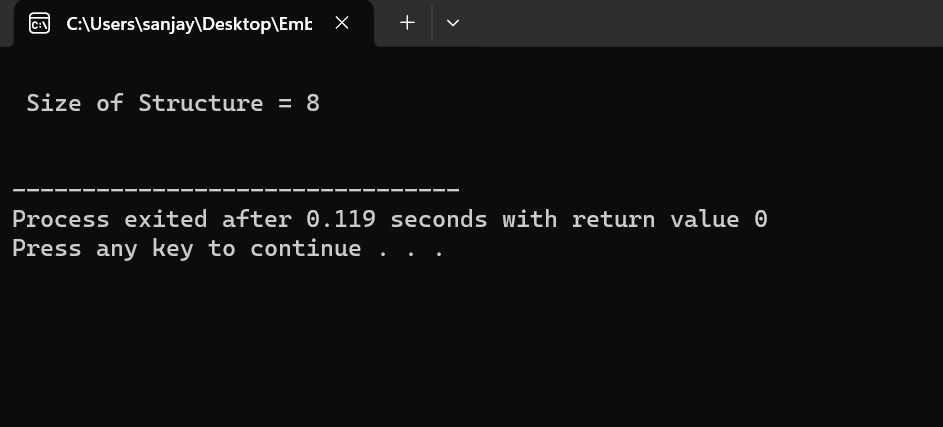 C:\Users\sanjay\Desktop\Emb
Size of Structure = 8
--------------------------------
Process exited after 0.119 seconds with return value 0
Press any key to continue . . .